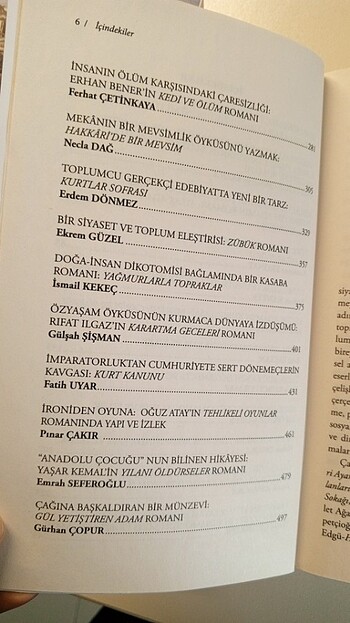 6 / İçindekiler
İNSANIN ÖLÜM KARŞISINDAKİ ÇARESİZLİĞİ:
ERHAN BENER'İN KEDİ VE ÖLÜM ROMANI
Ferhat ÇETİNKAYA 281
MEKÂNIN BİR MEVSİMLİK ÖYKÜSÜNÜ YAZMAK:
HAKKÂRİ'DE BİR MEVSİM
Necla DAĞ 305
TOPLUMCU GERÇEKÇİ EDEBİYATTA YENİ BİR TARZ:
KURTLAR SOFRASI
Erdem DÖNMEZ 329
BİR SİYASET VE TOPLUM ELEŞTİRİSİ: ZÜBÜK ROMANI
Ekrem GÜZEL 357
DOĞA-İNSAN DİKOTOMİSİ BAĞLAMINDA BİR KASABA
ROMANI: YAĞMURLARLA TOPRAKLAR
İsmail KEKEÇ 375
ÖZYAŞAM ÖYKÜSÜNÜN KURMACA DÜNYAYA İZDÜŞÜMÜ:
RIFAT ILGAZ'IN KARARTMA GECELERİ ROMANI
Gülşah ŞİŞMAN 401
İMPARATORLUKTAN CUMHURİYETE SERT DÖNEMEÇLERİN
KAVGASI: KURT KANUNU
Fatih UYAR 431
İRONİDEN OYUNA: OĞUZ ATAY'IN TEHLİKELİ OYUNLAR
ROMANINDA YAPI VE İZLEK
Pınar ÇAKIR 461
"ANADOLU ÇOCUĞU" NUN BİLİNEN HİKÂYESİ:
YAŞAR KEMAL'İN YILANI ÖLDÜRSELER ROMANI
Emrah SEFEROĞLU 479
ÇAĞINA BAŞKALDIRAN BİR MÜNZEVİ:
GÜL YETİŞTİREN ADAM ROMANI
Gürhan ÇOPUR 497